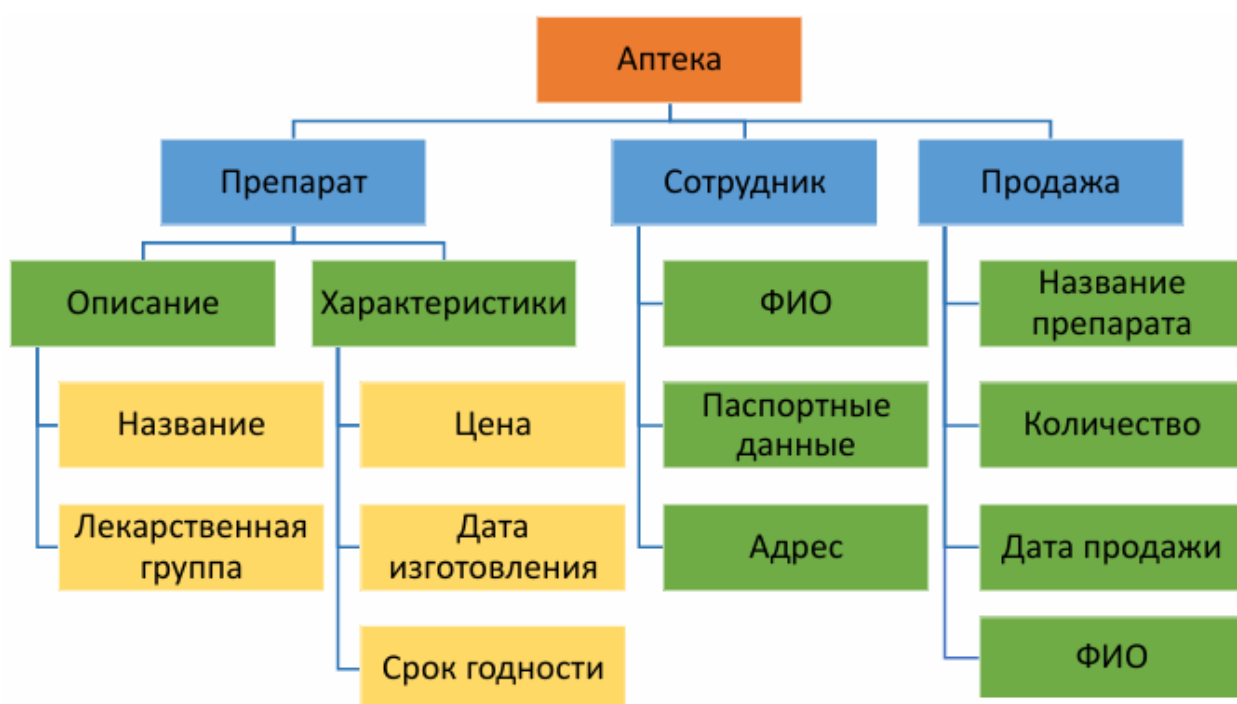 Аптека
Препарат
Сотрудник
Продажа
Описание
Характеристики
ФИО
Название
препарата
Название
Цена
Паспортные
данные
Количество
Лекарственная
группа
Дата
изготовления
Адрес
Дата продажи
Срок годности
ФИО